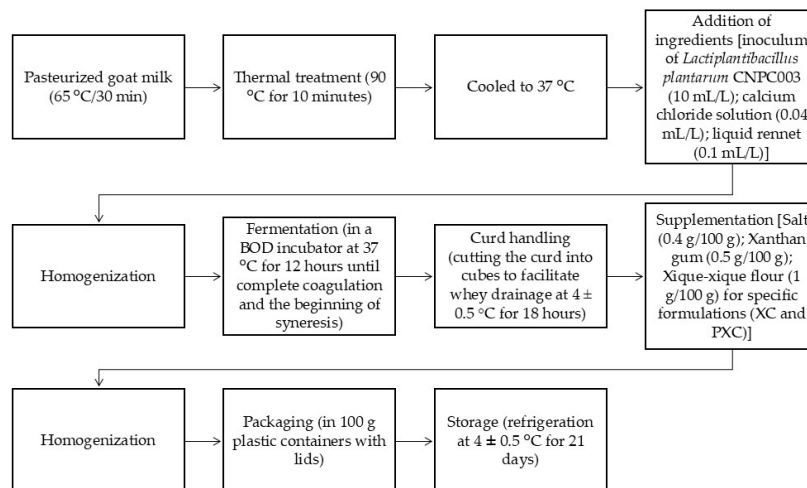 Pasteurized goat milk
(65 °C/30 min)
Thermal treatment (90
°C for 10 minutes)
Cooled to 37 °C
Addition of
ingredients [inoculum
of Lactiplantibacillus
plantarum CNPC003
(10 mL/L); calcium
chloride solution (0.04
mL/L); liquid rennet
(0.1 mL/L)]
Homogenization
Fermentation (in a
BOD incubator at 37
°C for 12 hours until
complete coagulation
and the beginning of
syneresis)
Curd handling
(cutting the curd into
cubes to facilitate
whey drainage at 4 ±
0.5 °C for 18 hours)
Supplementation [Salt
(0.4 g/100 g); Xanthan
gum (0.5 g/100 g);
Xique-xique flour (1
g/100 g) for specific
formulations (XC and
PXC)]
Homogenization
Packaging (in 100 g
plastic containers with
lids)
Storage (refrigeration
at 4 ± 0.5 °C for 21
days)